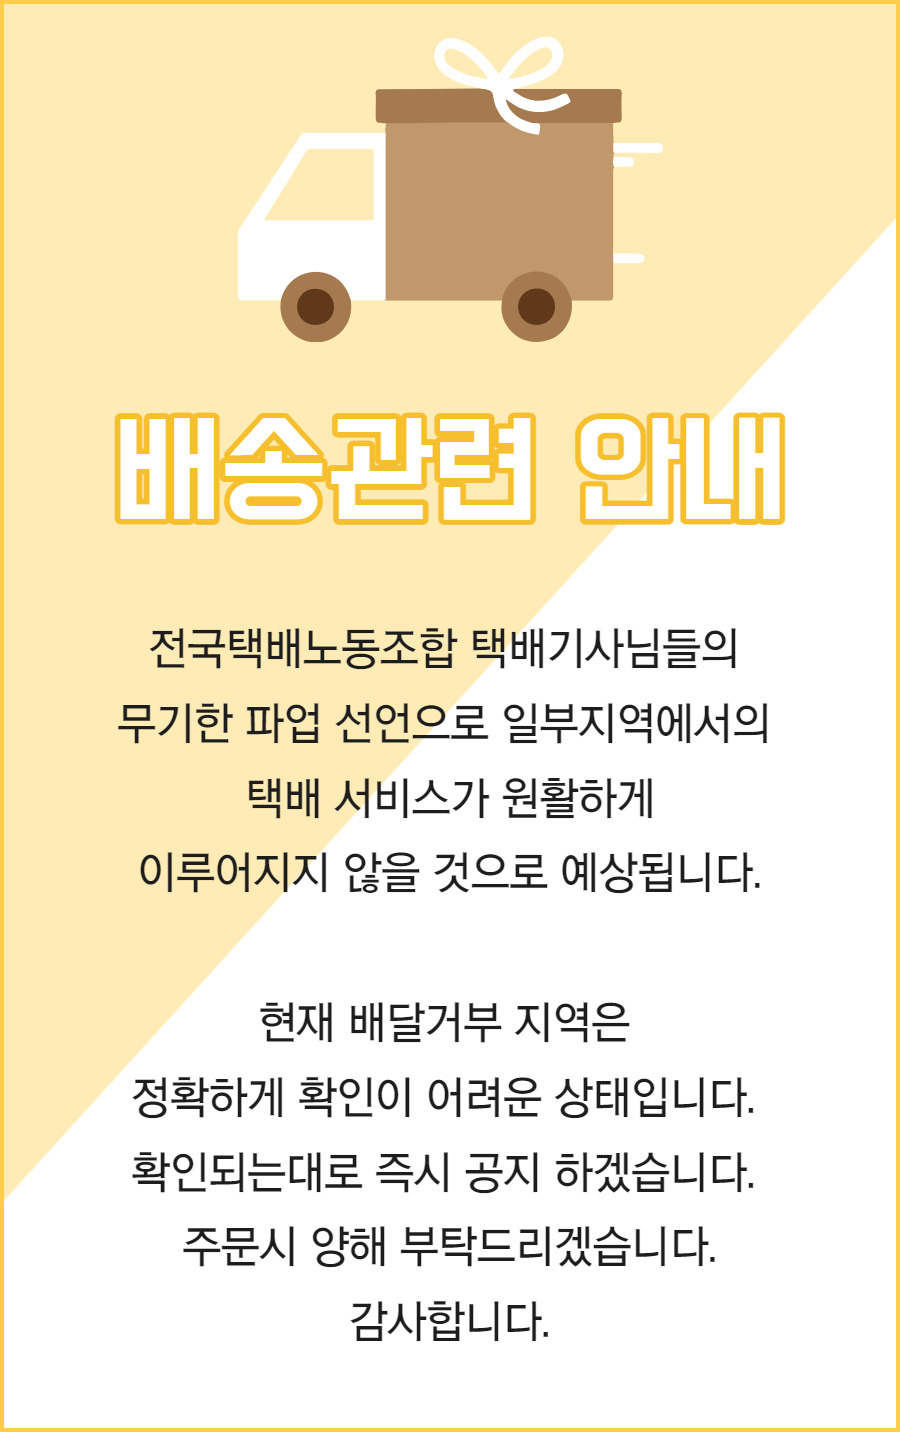 배송관련 안내
전국택배노동조합 택배기사님들의
무기한 파업 선언으로 일부지역에서의
택배 서비스가 원활하게
이루어지지 않을 것으로 예상됩니다.
현재 배달거부 지역은
정확하게 확인이 어려운 상태입니다.
확인되는대로 즉시 공지 하겠습니다.
주문시 양해 부탁드리겠습니다.
감사합니다.